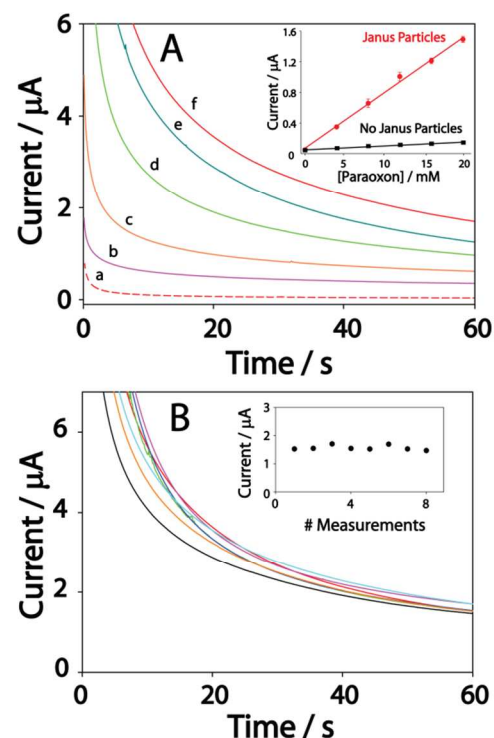 A
6
4
2
0
Current / μA
a
b
c
d
e
f
0
20
40
60
Time / s
Janus Particles
No Janus Particles
1.6
1.2
0.8
0.4
0
Current / μA
0
5
10
15
20
[Paraoxon] / mM
B
6
4
2
0
Current / μA
0
20
40
60
Time / s
3
2
1
0
Current / μA
0
4
8
# Measurements